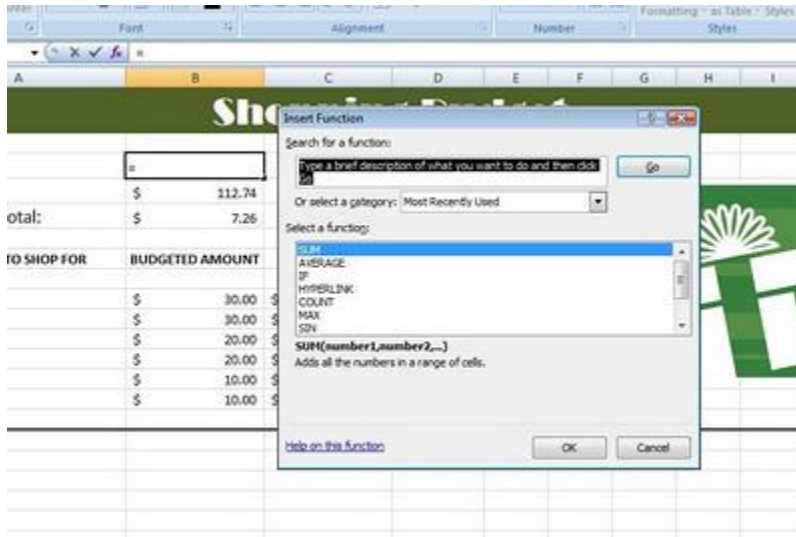 Formatting as Table Styles
Font Alignment Number Styles
fx =
A B C D E F G H I
Insert Function
Search for a function:
=
Type a brief description of what you want to do and then click
Go
Go
$ 112.74
Or select a category: Most Recently Used
otal: $ 7.26
Select a function:
TO SHOP FOR BUDGETED AMOUNT
SUM
AVERAGE
IF
HYPERLINK
COUNT
MAX
SIN
$ 30.00 $
$ 30.00 $
$ 20.00 $
$ 20.00 $
$ 10.00 $
$ 10.00 $
SUM(number1,number2,...)
Adds all the numbers in a range of cells.
Help on this function OK Cancel